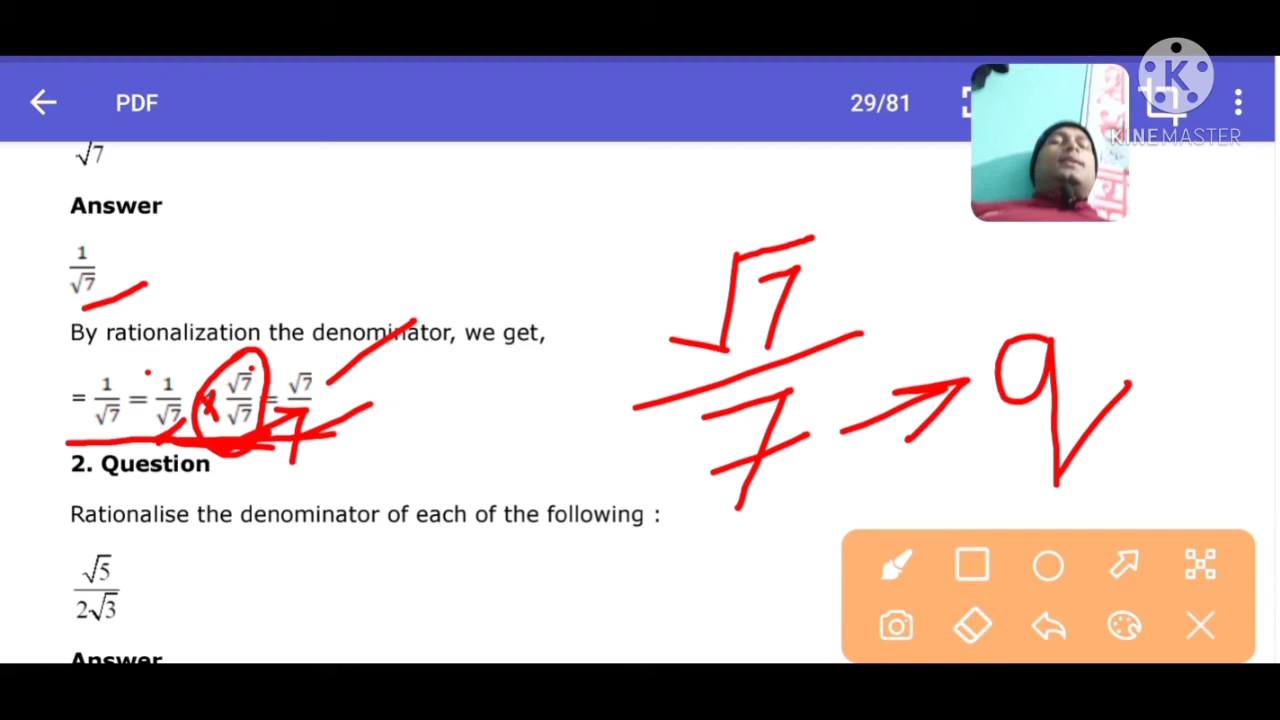 PDF 29/81
K
KINEMASTER
√7
Answer
1/√7
By rationalization the denominator, we get,
= 1/√7 = 1/√7 × √7/√7 = √7/7
√7/7 → q
2. Question
Rationalise the denominator of each of the following :
√5/2√3
Answer